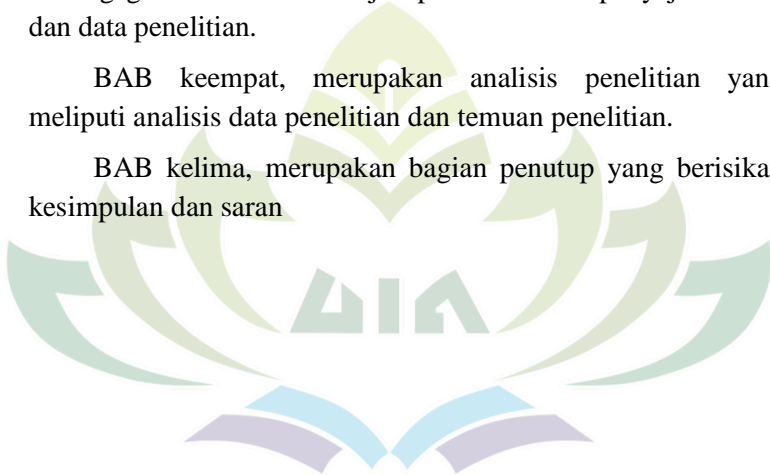 dan data penelitian.
BAB keempat, merupakan analisis penelitian yan
meliputi analisis data penelitian dan temuan penelitian.
BAB kelima, merupakan bagian penutup yang berisika
kesimpulan dan saran
UIN